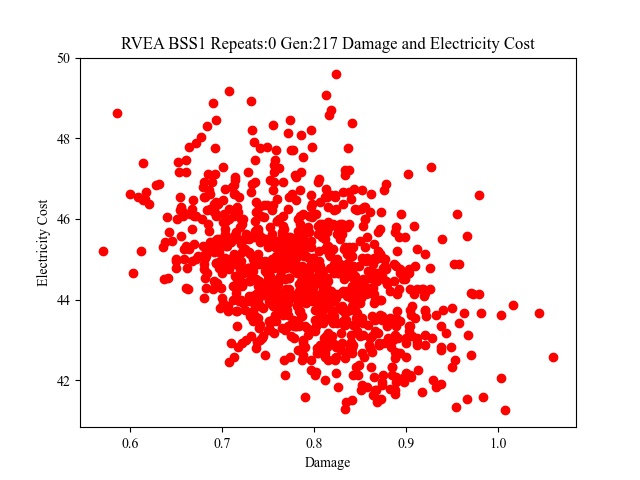 RVEA BSS1 Repeats:0 Gen:217 Damage and Electricity Cost
50
48
46
44
42
Electricity Cost
0.6 0.7 0.8 0.9 1.0
Damage